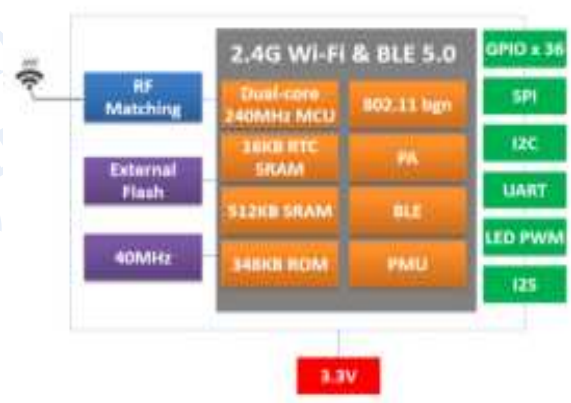 2.4G Wi-Fi & BLE 5.0
GPIO x 36
RF
Matching
Dual-core
240MHz MCU
802.11 bgn
SPI
External
Flash
16KB RTC
SRAM
PA
I2C
512KB SRAM
BLE
UART
40MHz
348KB ROM
PMU
LED PWM
I2S
3.3V